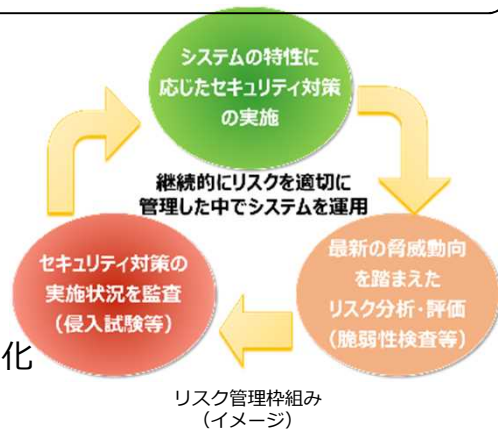 システムの特性に
応じたセキュリティ対策
の実施
継続的にリスクを適切に
管理した中でシステムを運用
最新の脅威動向
を踏まえた
リスク分析・評価
(脆弱性検査等)
セキュリティ対策の
実施状況を監査
(侵入試験等)
化
リスク管理枠組み
(イメージ)